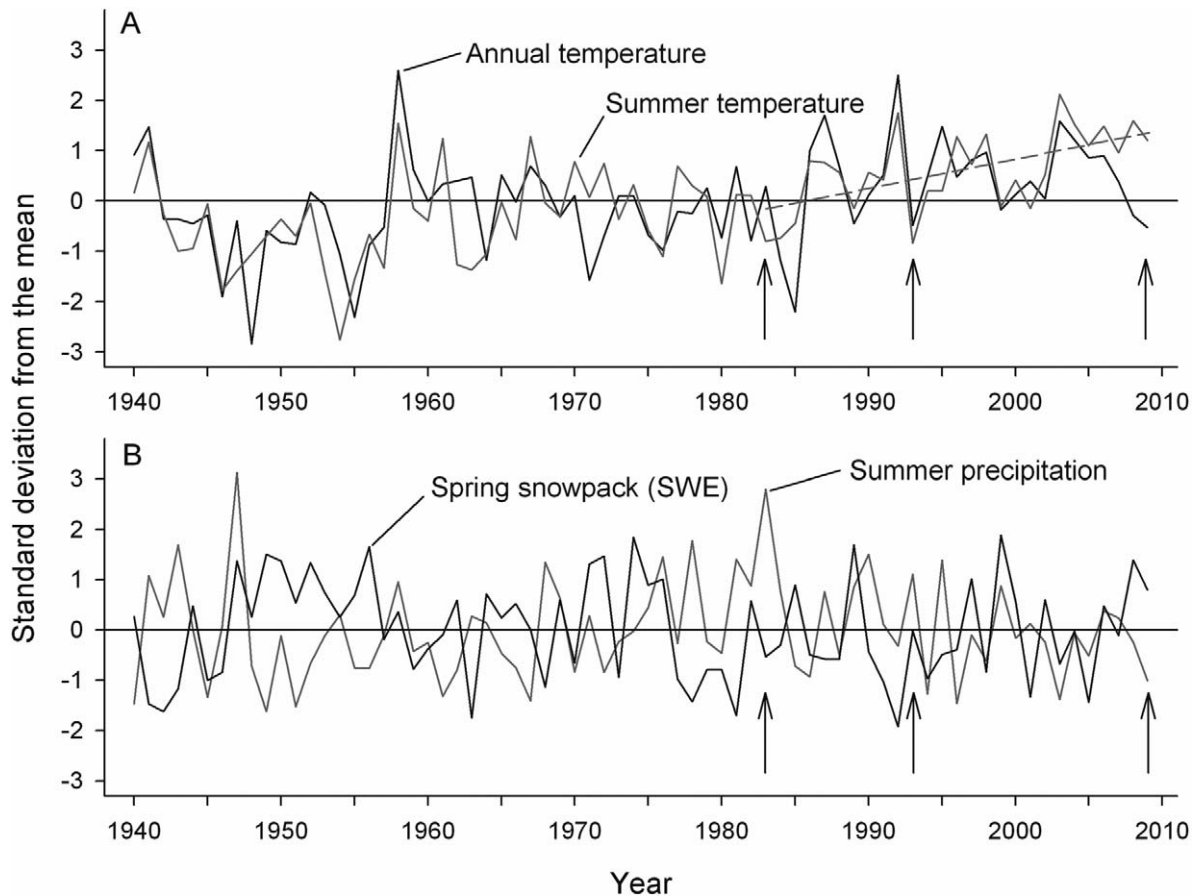 A
Annual temperature
Summer temperature
3
2
1
0
-1
-2
-3
1940 1950 1960 1970 1980 1990 2000 2010
Standard deviation from the mean
B
Spring snowpack (SWE)
Summer precipitation
3
2
1
0
-1
-2
-3
1940 1950 1960 1970 1980 1990 2000 2010
Year